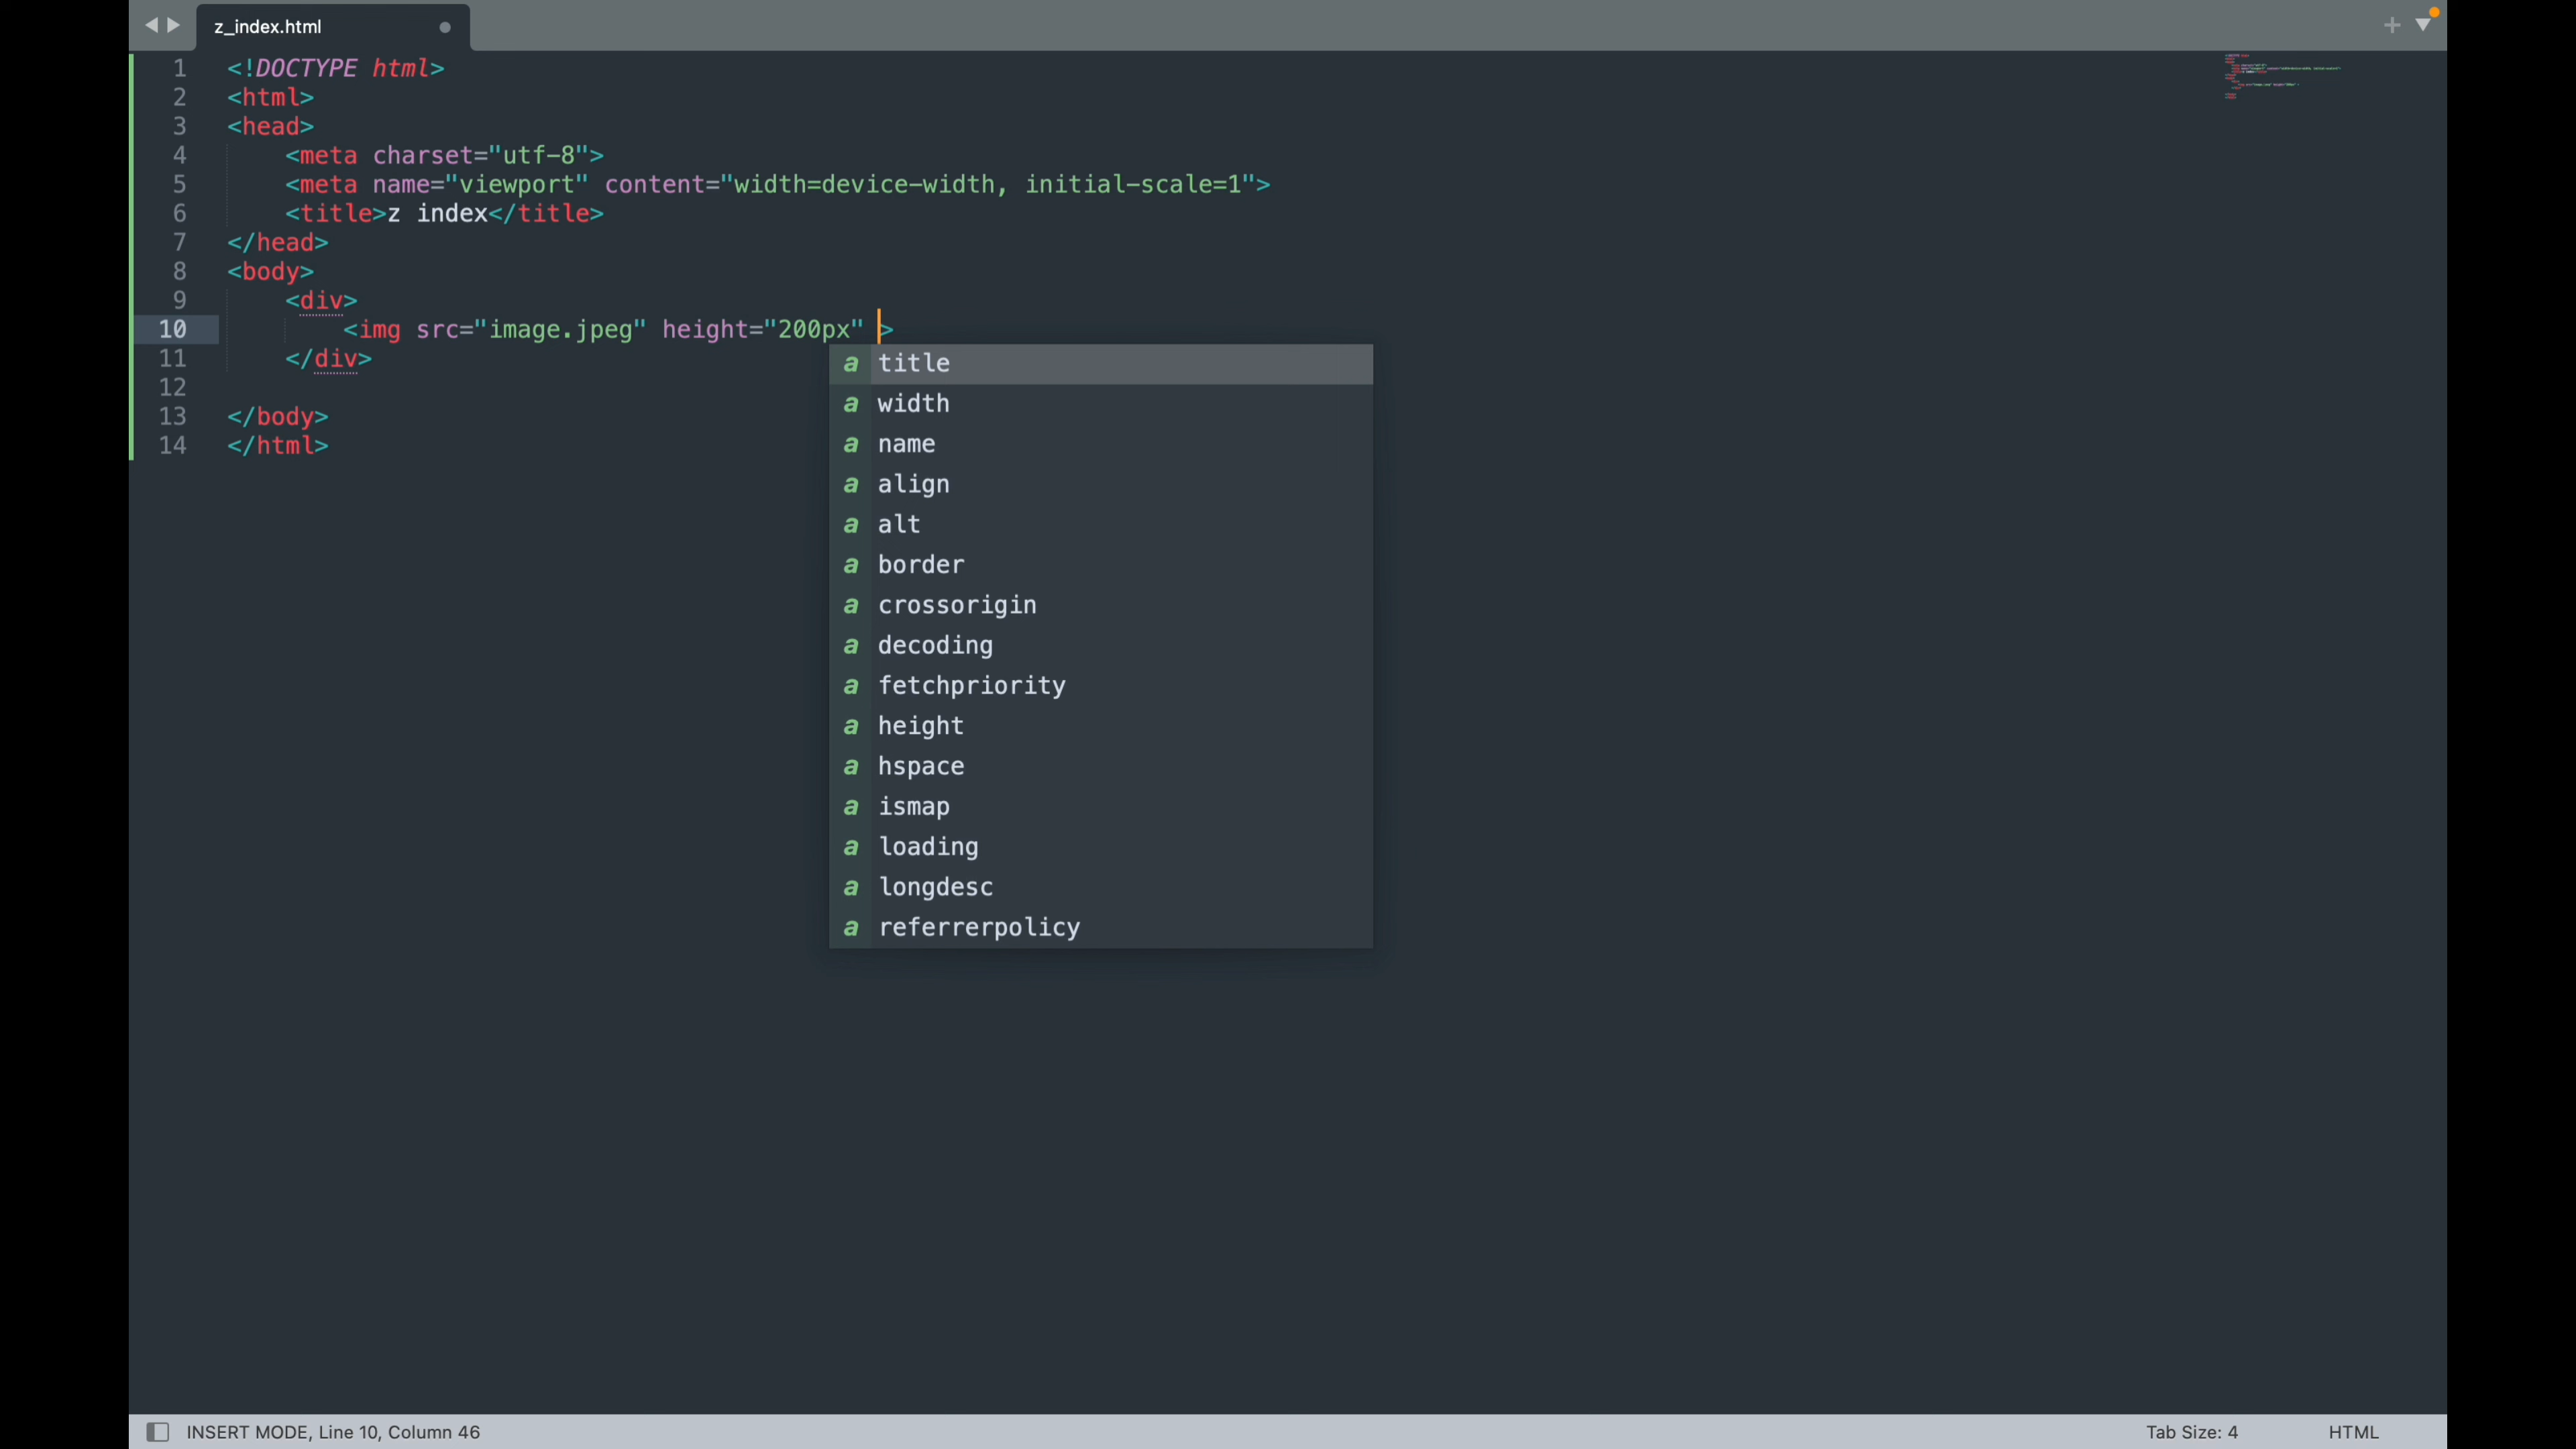 z_index.html
1 <!DOCTYPE html>
2 <html>
3 <head>
4 <meta charset="utf-8">
5 <meta name="viewport" content="width=device-width, initial-scale=1">
6 <title>z index</title>
7 </head>
8 <body>
9 <div>
10 <img src="image.jpeg" height="200px" >
11 </div>
12
13 </body>
14 </html>
a title
a width
a name
a align
a alt
a border
a crossorigin
a decoding
a fetchpriority
a height
a hspace
a ismap
a loading
a longdesc
a referrerpolicy
INSERT MODE, Line 10, Column 46 Tab Size: 4 HTML